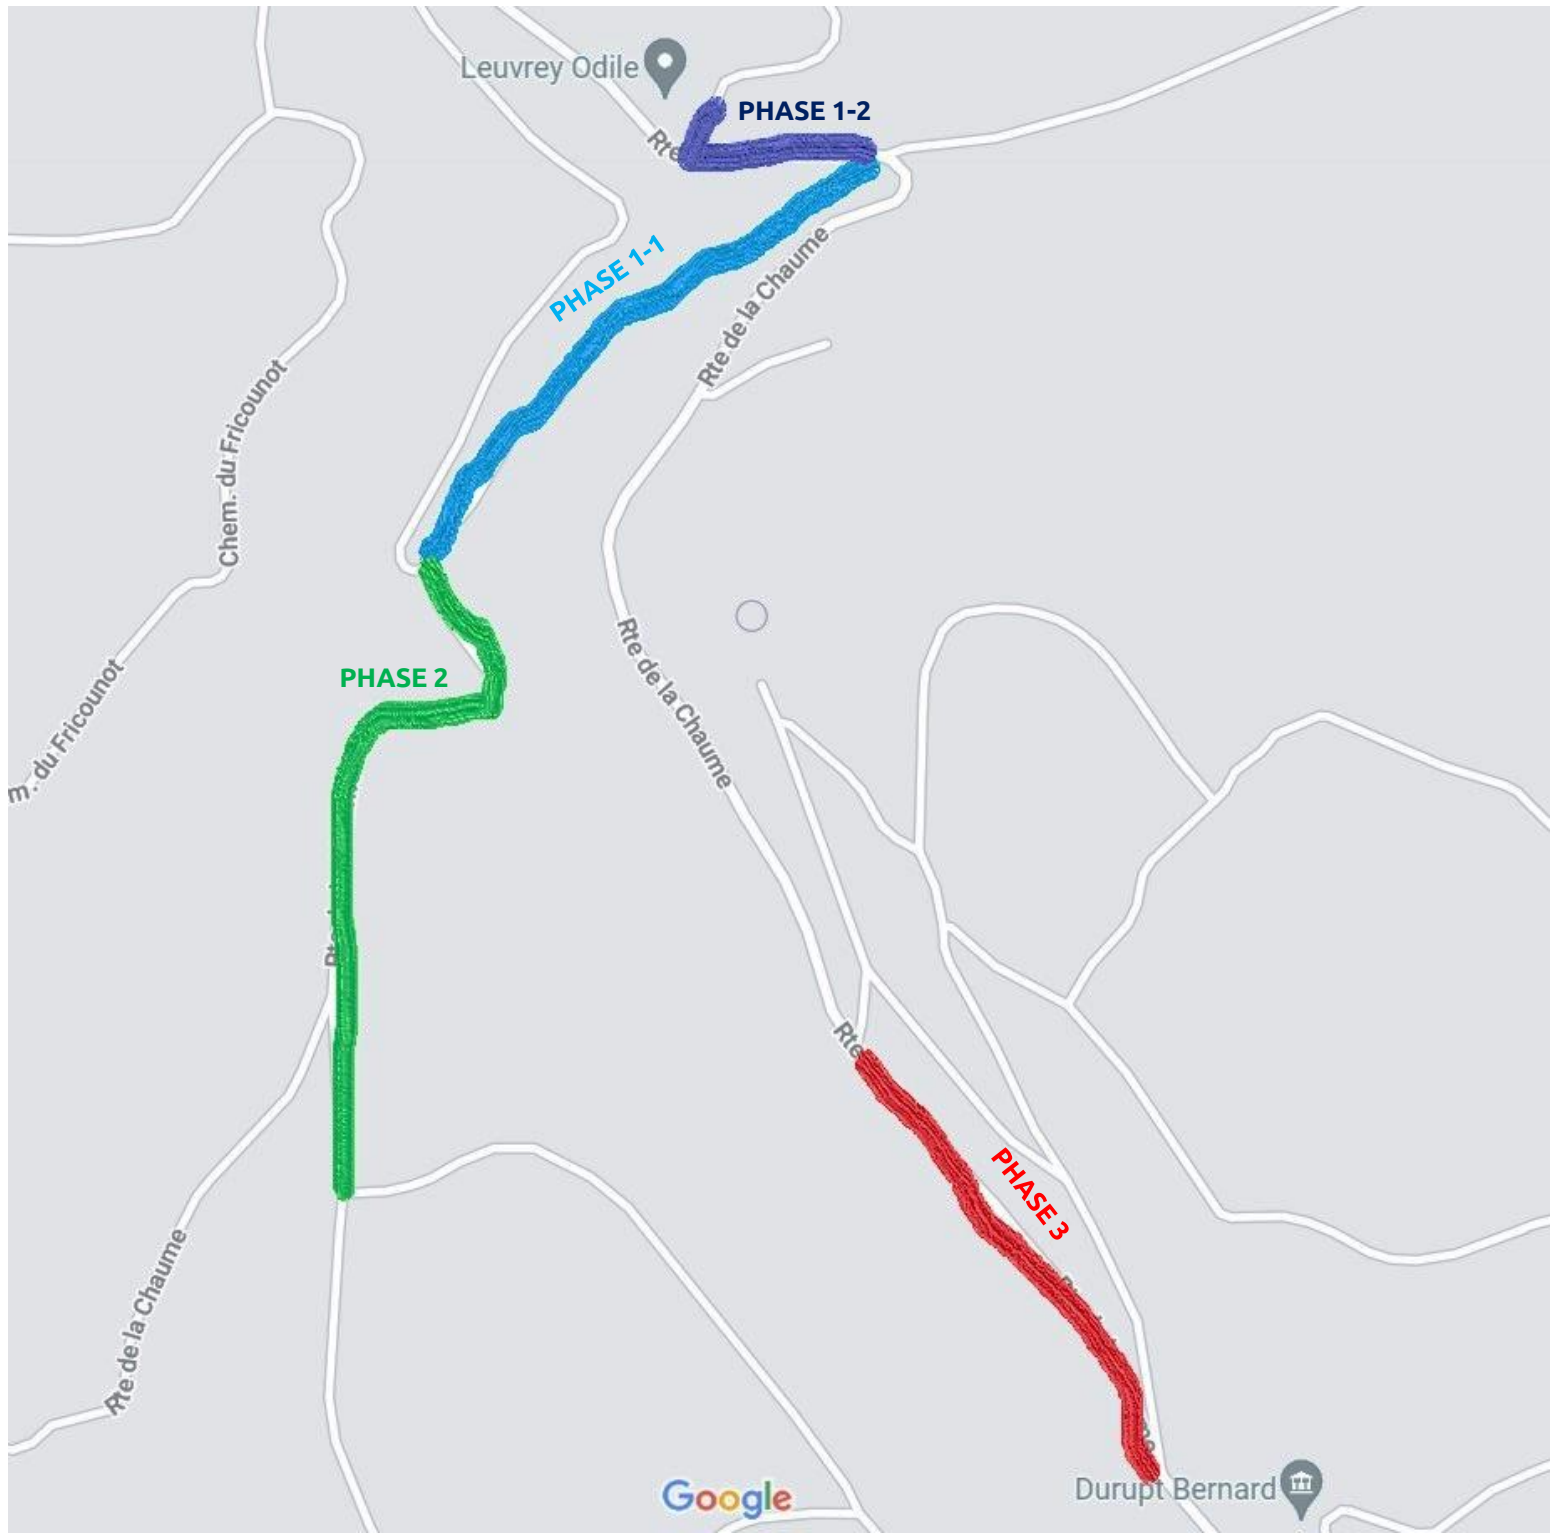 Leuvrey Odile
PHASE 1-2
Rte
PHASE 1-1
Rte de la Chaume
Chem. du Fricounot
Rte de la Chaume
PHASE 2
m. du Fricounot
Rte
PHASE 3
Rte de la Chaume
Durupt Bernard
Google